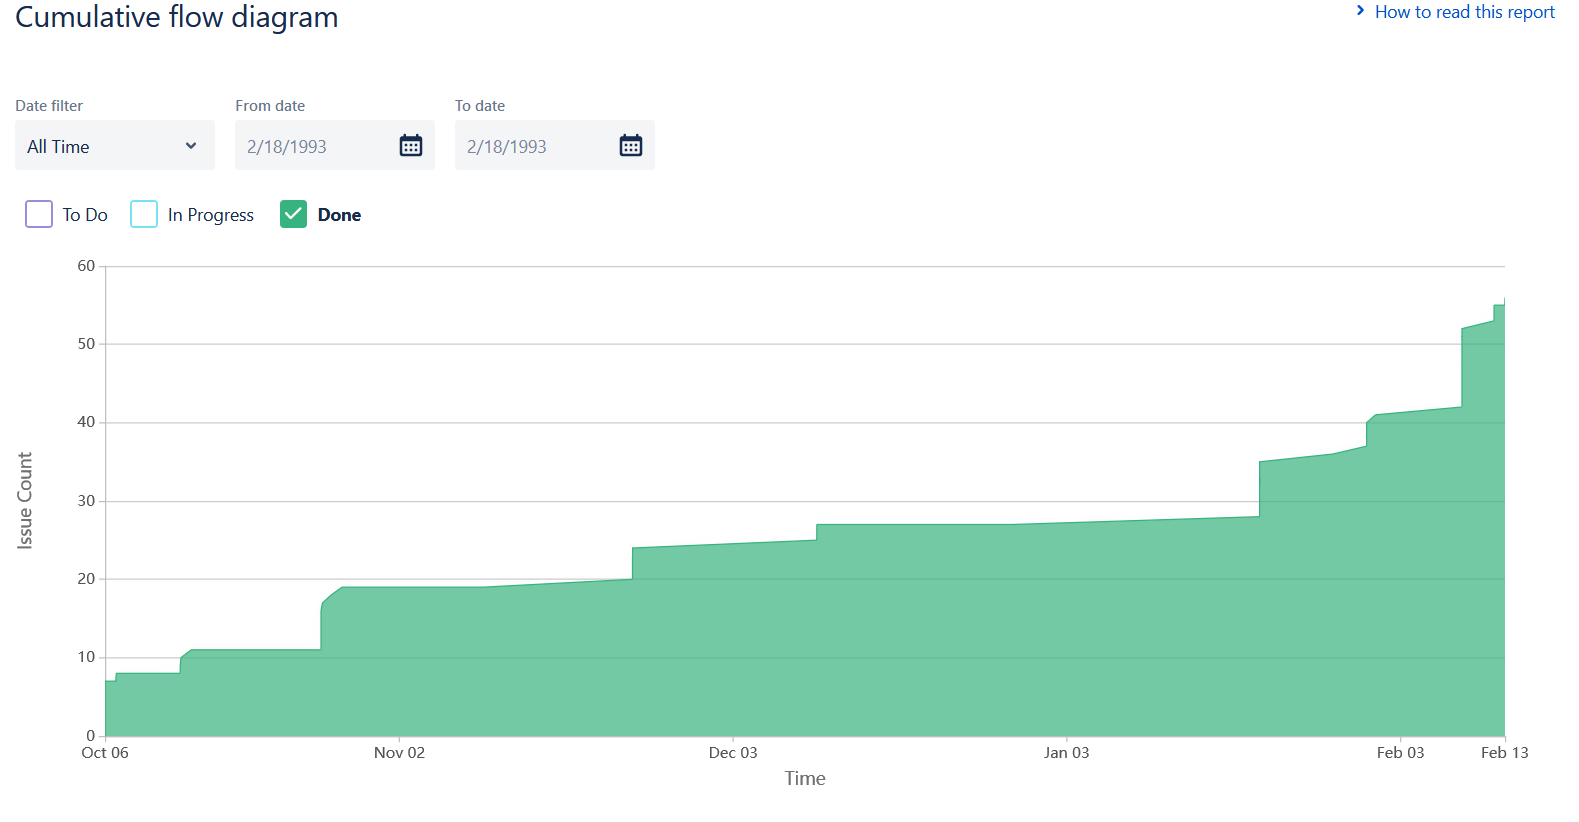 Cumulative flow diagram
How to read this report
Date filter
From date
To date
All Time
2/18/1993
2/18/1993
To Do
In Progress
Done
60
50
40
30
20
10
0
Issue Count
Oct 06
Nov 02
Dec 03
Jan 03
Feb 03
Feb 13
Time